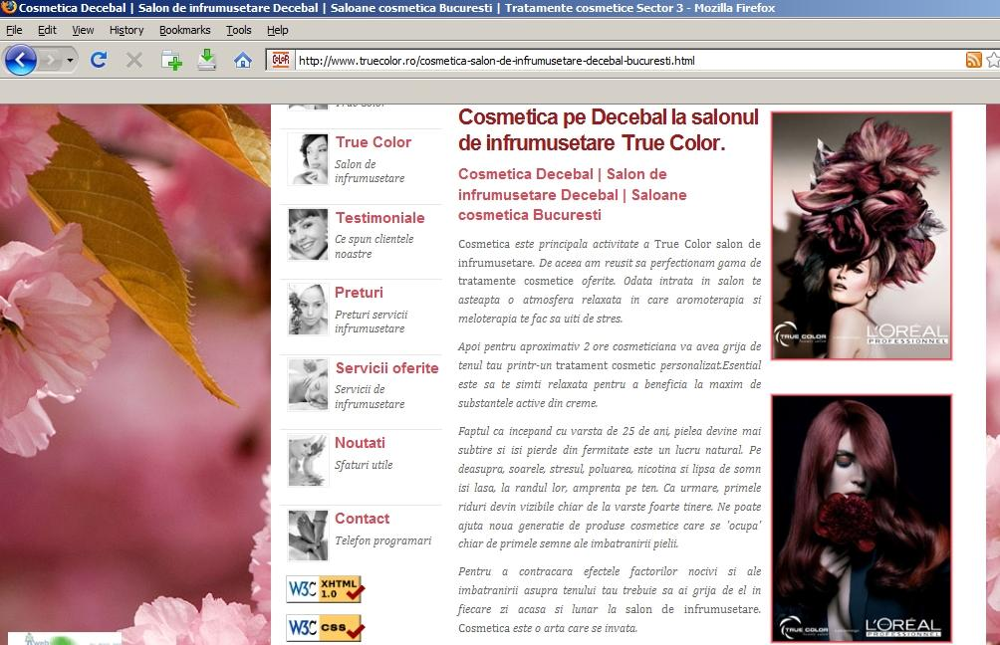 Cosmetica Decebal | Salon de infrumusetare Decebal | Saloane cosmetica Bucuresti | Tratamente cosmetice Sector 3 - Mozilla Firefox
File Edit View History Bookmarks Tools Help
http://www.truecolor.ro/cosmetica-salon-de-infrumusetare-decebal-bucuresti.html
True Color
True Color
Salon de
infrumusetare
Testimoniale
Ce spun clientele
noastre
Preturi
Preturi servicii
infrumusetare
Servicii oferite
Servicii de
infrumusetare
Noutati
Sfaturi utile
Contact
Telefon programari
W3C XHTML 1.0
W3C CSS
Cosmetica pe Decebal la salonul
de infrumusetare True Color.
Cosmetica Decebal | Salon de
infrumusetare Decebal | Saloane
cosmetica Bucuresti
Cosmetica este principala activitate a True Color salon de
infrumusetare. De aceea am reusit sa perfectionam gama de
tratamente cosmetice oferite. Odata intrata in salon te
asteapta o atmosfera relaxata in care aromoterapia si
meloterapia te fac sa uiti de stres.
Apoi pentru aproximativ 2 ore cosmeticiana va avea grija de
tenul tau printr-un tratament cosmetic personalizat.Esential
este sa te simti relaxata pentru a beneficia la maxim de
substantele active din creme.
Faptul ca incepand cu varsta de 25 de ani, pielea devine mai
subtire si isi pierde din fermitate este un lucru natural. Pe
deasupra, soarele, stresul, poluarea, nicotina si lipsa de somn
isi lasa, la randul lor, amprenta pe ten. Ca urmare, primele
riduri devin vizibile chiar de la varste foarte tinere. Ne poate
ajuta noua generatie de produse cosmetice care se 'ocupa'
chiar de primele semne ale imbatranirii pielii.
Pentru a contracara efectele factorilor nocivi si ale
imbatranirii asupra tenului tau trebuie sa ai grija de el in
fiecare zi acasa si lunar la salon de infrumusetare.
Cosmetica este o arta care se invata.
TRUE COLOR
L'ORÉAL
PROFESSIONNEL
TRUE COLOR
L'ORÉAL
PROFESSIONNEL